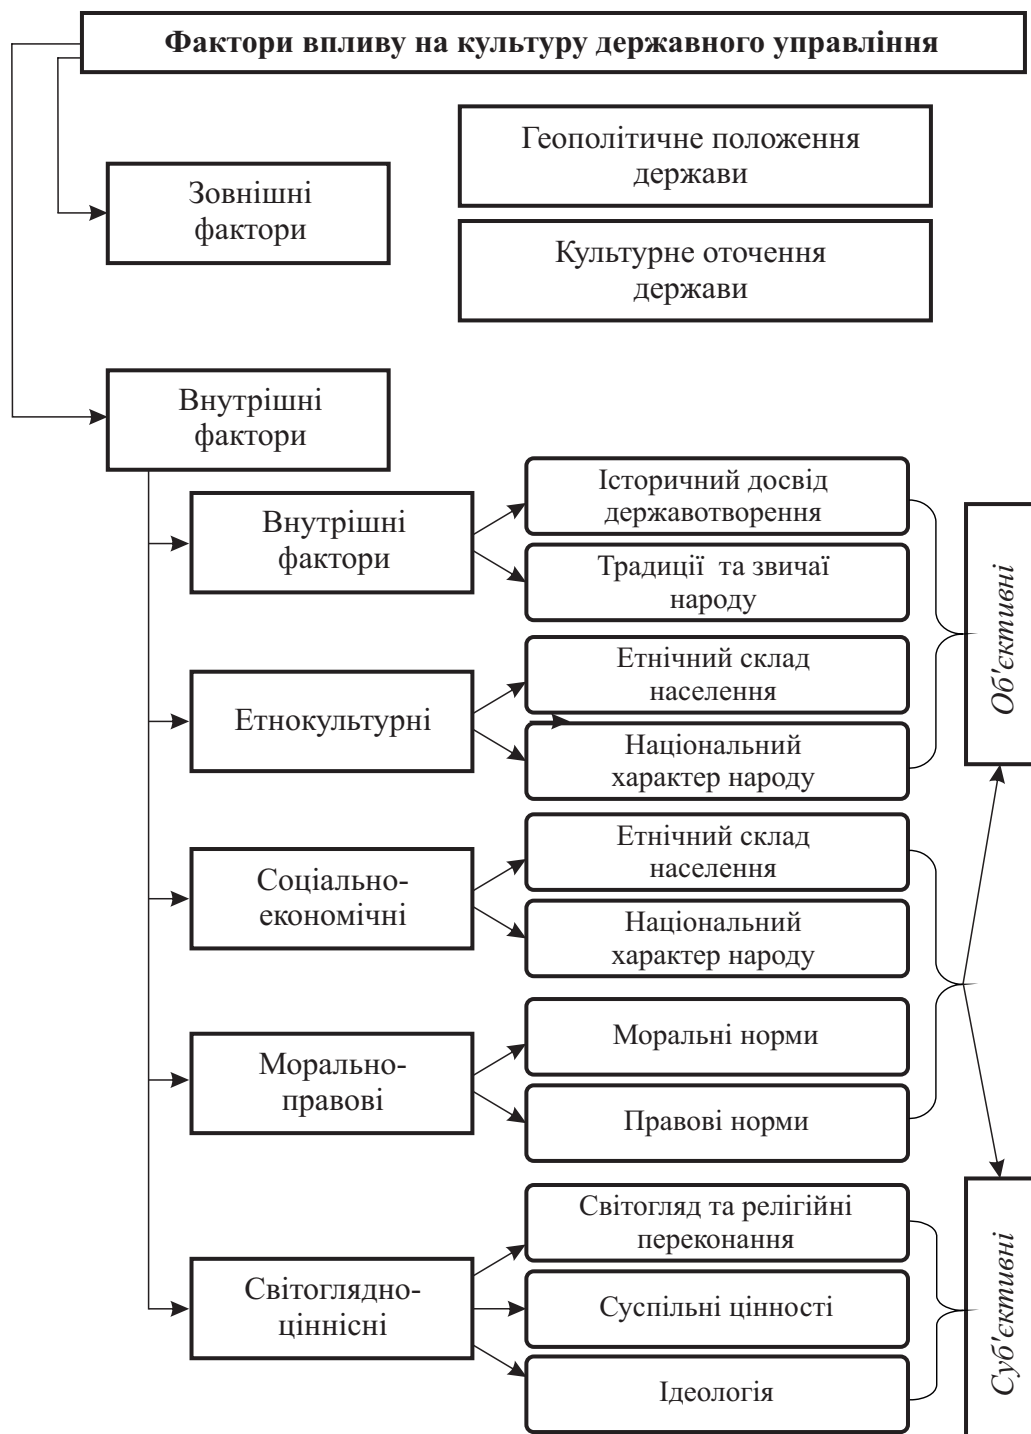 Фактори впливу на культуру державного управління
Геополітичне положення
держави
Зовнішні
фактори
Культурне оточення
держави
Внутрішні
фактори
Внутрішні
фактори
Історичний досвід
державотворення
Традиції та звичаї
народу
Об'єктивні
Етнокультурні
Етнічний склад
населення
Національний
характер народу
Соціально-
економічні
Етнічний склад
населення
Національний
характер народу
Морально-
правові
Моральні норми
Правові норми
Світоглядно-
ціннісні
Світогляд та релігійні
переконання
Суспільні цінності
Ідеологія
Суб'єктивні